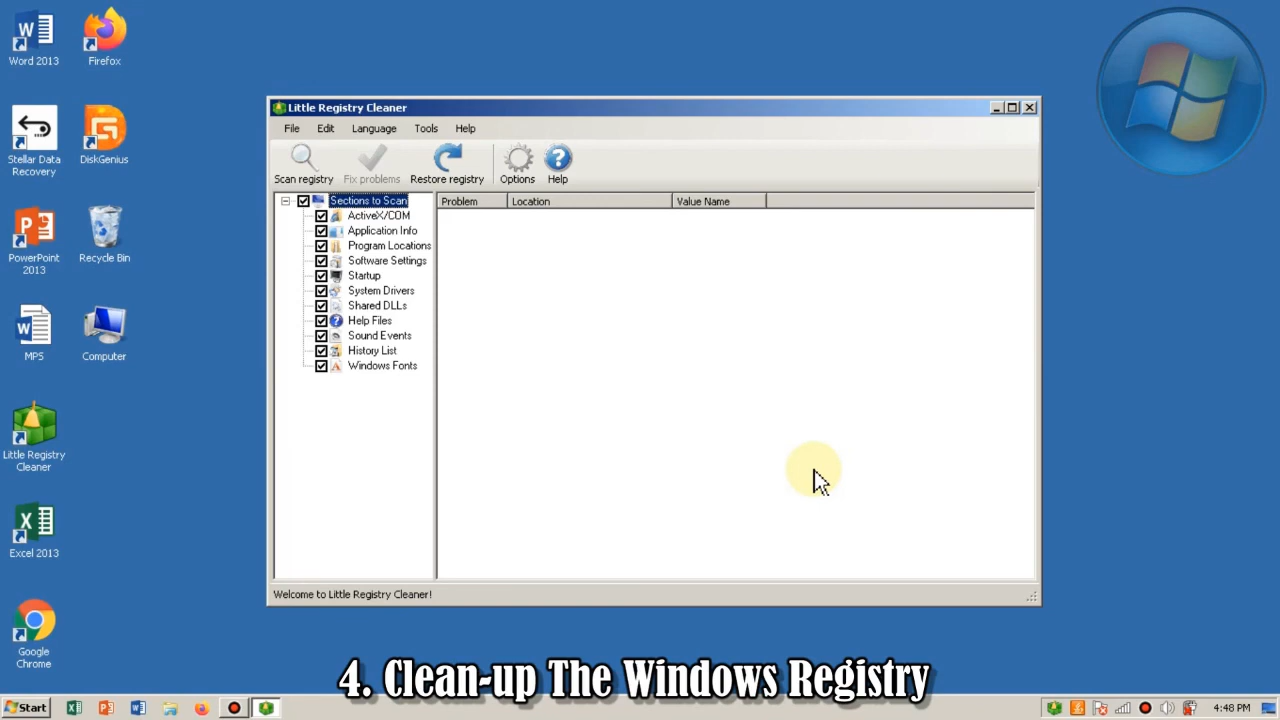 Word 2013
Firefox
Stellar Data
Recovery
DiskGenius
PowerPoint
2013
Recycle Bin
MPS
Computer
Little Registry
Cleaner
Excel 2013
Google
Chrome
Little Registry Cleaner
File Edit Language Tools Help
Scan registry Fix problems Restore registry Options Help
Sections to Scan
ActiveX/COM
Application Info
Program Locations
Software Settings
Startup
System Drivers
Shared DLLs
Help Files
Sound Events
History List
Windows Fonts
Problem Location Value Name
Welcome to Little Registry Cleaner!
4. Clean-up The Windows Registry
Start
4:48 PM